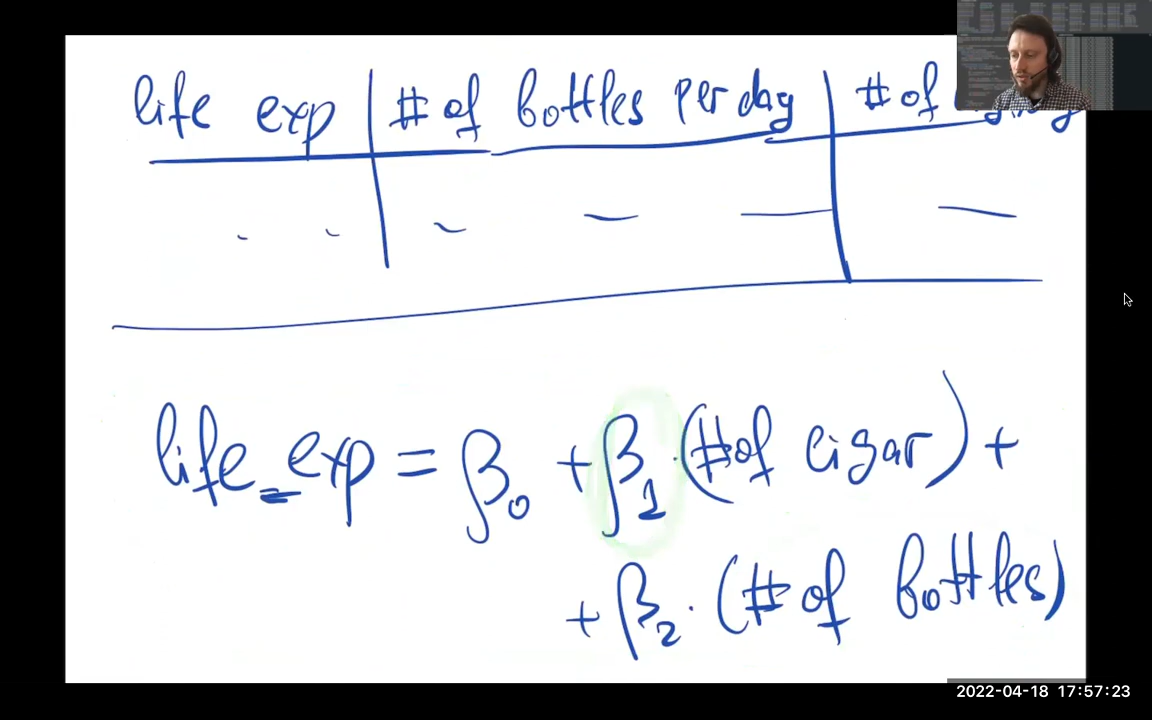 life exp # of bottles per day # of
life_exp = β₀ + β₁ · (# of cigar) +
+ β₂ · (# of bottles)
2022-04-18 17:57:23